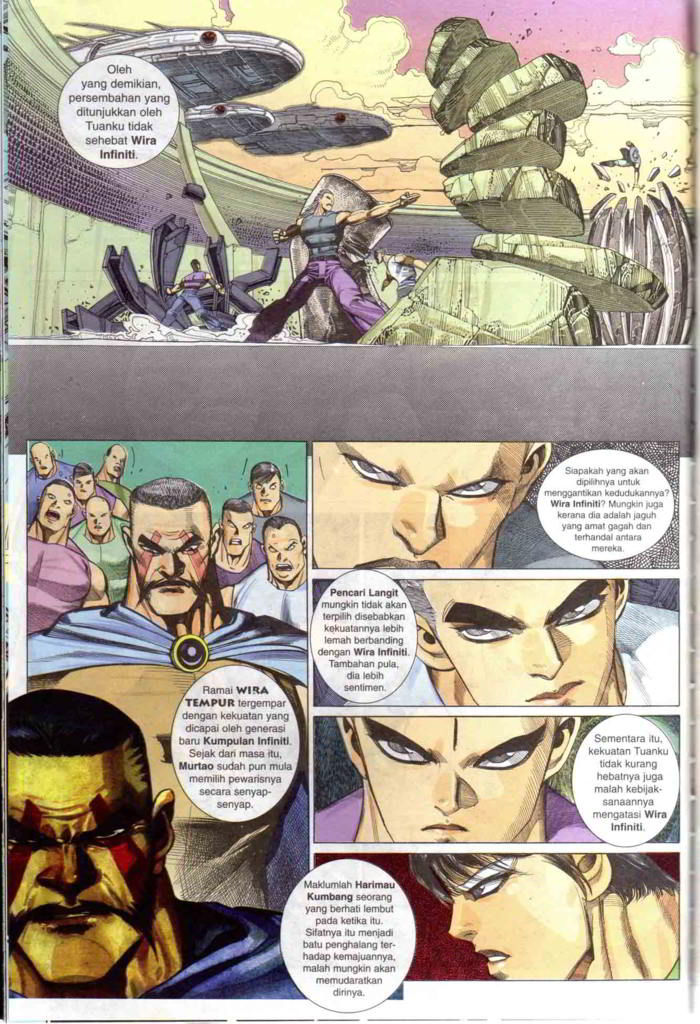 Oleh
yang demikian,
persembahan yang
ditunjukkan oleh
Tuanku tidak
sehebat Wira
Infiniti.
Siapakah yang akan
dipilihnya untuk
menggantikan kedudukannya?
Wira Infiniti? Mungkin juga
kerana dia adalah jaguh
yang amat gagah dan
terhandal antara
mereka.
Pencari Langit
mungkin tidak akan
terpilih disebabkan
kekuatannya lebih
lemah berbanding
dengan Wira Infiniti.
Tambahan pula,
dia lebih
sentimen.
Ramai WIRA
TEMPUR tergempar
dengan kekuatan yang
dicapai oleh generasi
baru Kumpulan Infiniti.
Sejak dari masa itu,
Murtao sudah pun mula
memilih pewarisnya
secara senyap-
senyap.
Sementara itu,
kekuatan Tuanku
tidak kurang
hebatnya juga
malah kebijak-
sanaannya
mengatasi Wira
Infiniti.
Maklumlah Harimau
Kumbang seorang
yang berhati lembut
pada ketika itu.
Sifatnya itu menjadi
batu penghalang ter-
hadap kemajuannya,
malah mungkin akan
memudaratkan
dirinya.